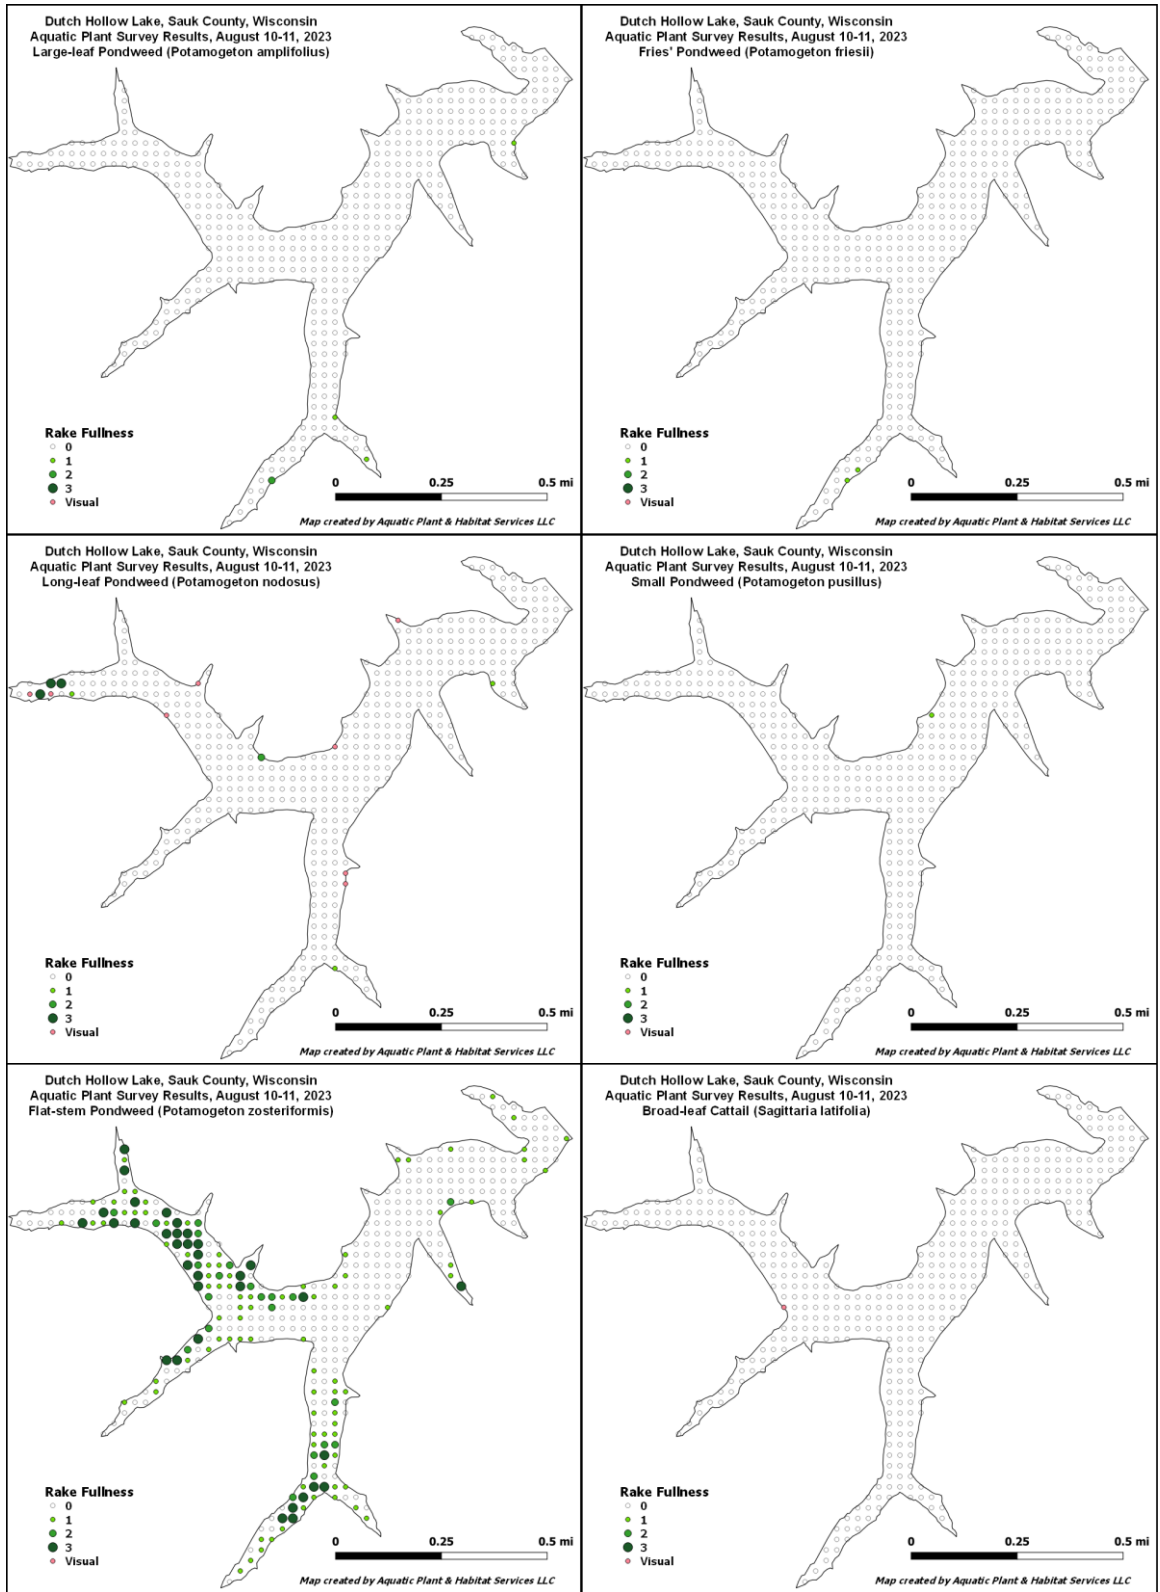 Dutch Hollow Lake, Sauk County, Wisconsin
Aquatic Plant Survey Results, August 10-11, 2023
Large-leaf Pondweed (Potamogeton amplifolius)
Rake Fullness
0
1
2
3
Visual
0 0.25 0.5 mi
Map created by Aquatic Plant & Habitat Services LLC
Dutch Hollow Lake, Sauk County, Wisconsin
Aquatic Plant Survey Results, August 10-11, 2023
Fries' Pondweed (Potamogeton friesii)
Rake Fullness
0
1
2
3
Visual
0 0.25 0.5 mi
Map created by Aquatic Plant & Habitat Services LLC
Dutch Hollow Lake, Sauk County, Wisconsin
Aquatic Plant Survey Results, August 10-11, 2023
Long-leaf Pondweed (Potamogeton nodosus)
Rake Fullness
0
1
2
3
Visual
0 0.25 0.5 mi
Map created by Aquatic Plant & Habitat Services LLC
Dutch Hollow Lake, Sauk County, Wisconsin
Aquatic Plant Survey Results, August 10-11, 2023
Small Pondweed (Potamogeton pusillus)
Rake Fullness
0
1
2
3
Visual
0 0.25 0.5 mi
Map created by Aquatic Plant & Habitat Services LLC
Dutch Hollow Lake, Sauk County, Wisconsin
Aquatic Plant Survey Results, August 10-11, 2023
Flat-stem Pondweed (Potamogeton zosteriformis)
Rake Fullness
0
1
2
3
Visual
0 0.25 0.5 mi
Map created by Aquatic Plant & Habitat Services LLC
Dutch Hollow Lake, Sauk County, Wisconsin
Aquatic Plant Survey Results, August 10-11, 2023
Broad-leaf Cattail (Sagittaria latifolia)
Rake Fullness
0
1
2
3
Visual
0 0.25 0.5 mi
Map created by Aquatic Plant & Habitat Services LLC